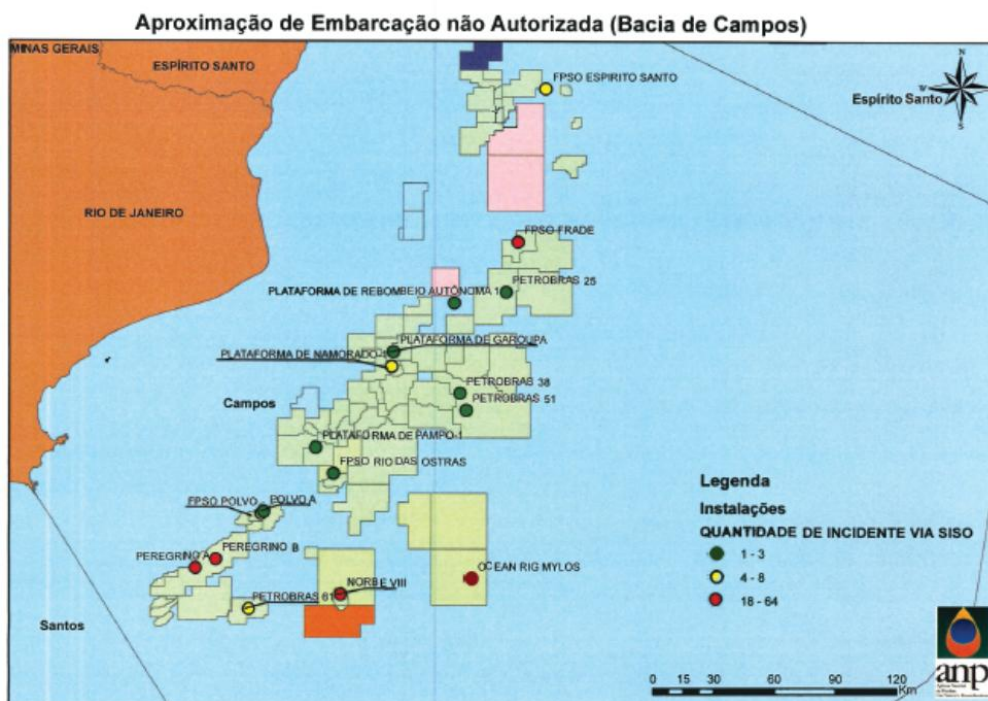 Aproximação de Embarcação não Autorizada (Bacia de Campos)
MINAS GERAIS
ESPÍRITO SANTO
FPSO ESPIRITO SANTO
Espírito Santo
N
W
E
S
RIO DE JANEIRO
FPSO FRADE
PETROBRAS 25
PLATAFORMA DE REBOMBEIO AUTÔNOMA 1
PLATAFORMA DE GAROUPA
PLATAFORMA DE NAMORADO-1
PETROBRAS 38
PETROBRAS 51
Campos
PLATAFORMA DE PAMPO-1
FPSO RIO DAS OSTRAS
FPSO POLVO
POLVO A
PEREGRINO A
PEREGRINO B
OCEAN RIG MYLOS
NORBE VIII
PETROBRAS 61
Santos
Legenda
Instalações
QUANTIDADE DE INCIDENTE VIA SISO
1 - 3
4 - 8
18 - 64
0 15 30 60 90 120
Km
anp